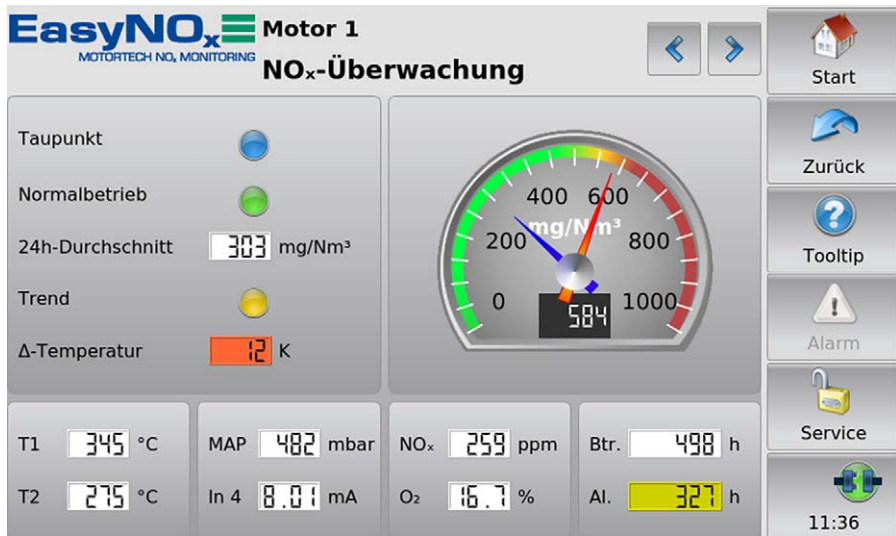 EasyNOx
MOTORTECH NOx MONITORING
Motor 1
NOx-Überwachung
Taupunkt
Normalbetrieb
24h-Durchschnitt 303 mg/Nm³
Trend
Δ-Temperatur 12 K
0 200 400 600 800 1000
mg/Nm³
584
T1 345 °C
T2 275 °C
MAP 482 mbar
In 4 8.01 mA
NOx 259 ppm
O2 16.7 %
Btr. 498 h
Al. 327 h
Start
Zurück
Tooltip
Alarm
Service
11:36